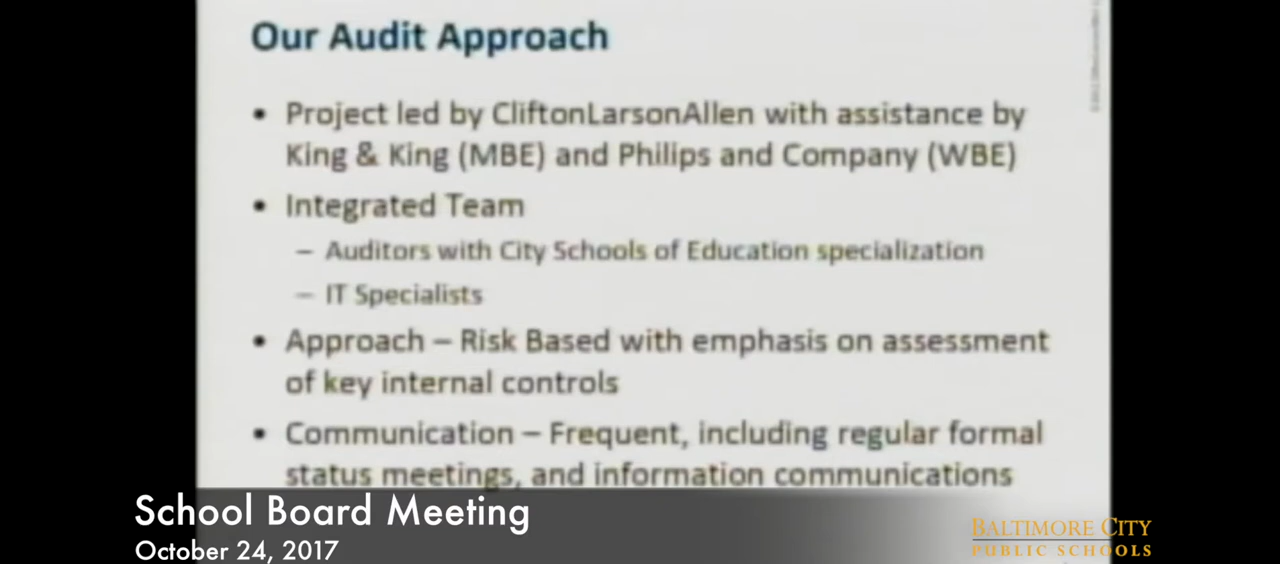 Our Audit Approach
• Project led by CliftonLarsonAllen with assistance by
King & King (MBE) and Philips and Company (WBE)
• Integrated Team
– Auditors with City Schools of Education specialization
– IT Specialists
• Approach – Risk Based with emphasis on assessment
of key internal controls
• Communication – Frequent, including regular formal
status meetings, and information communications
School Board Meeting
October 24, 2017
BALTIMORE CITY
PUBLIC SCHOOLS